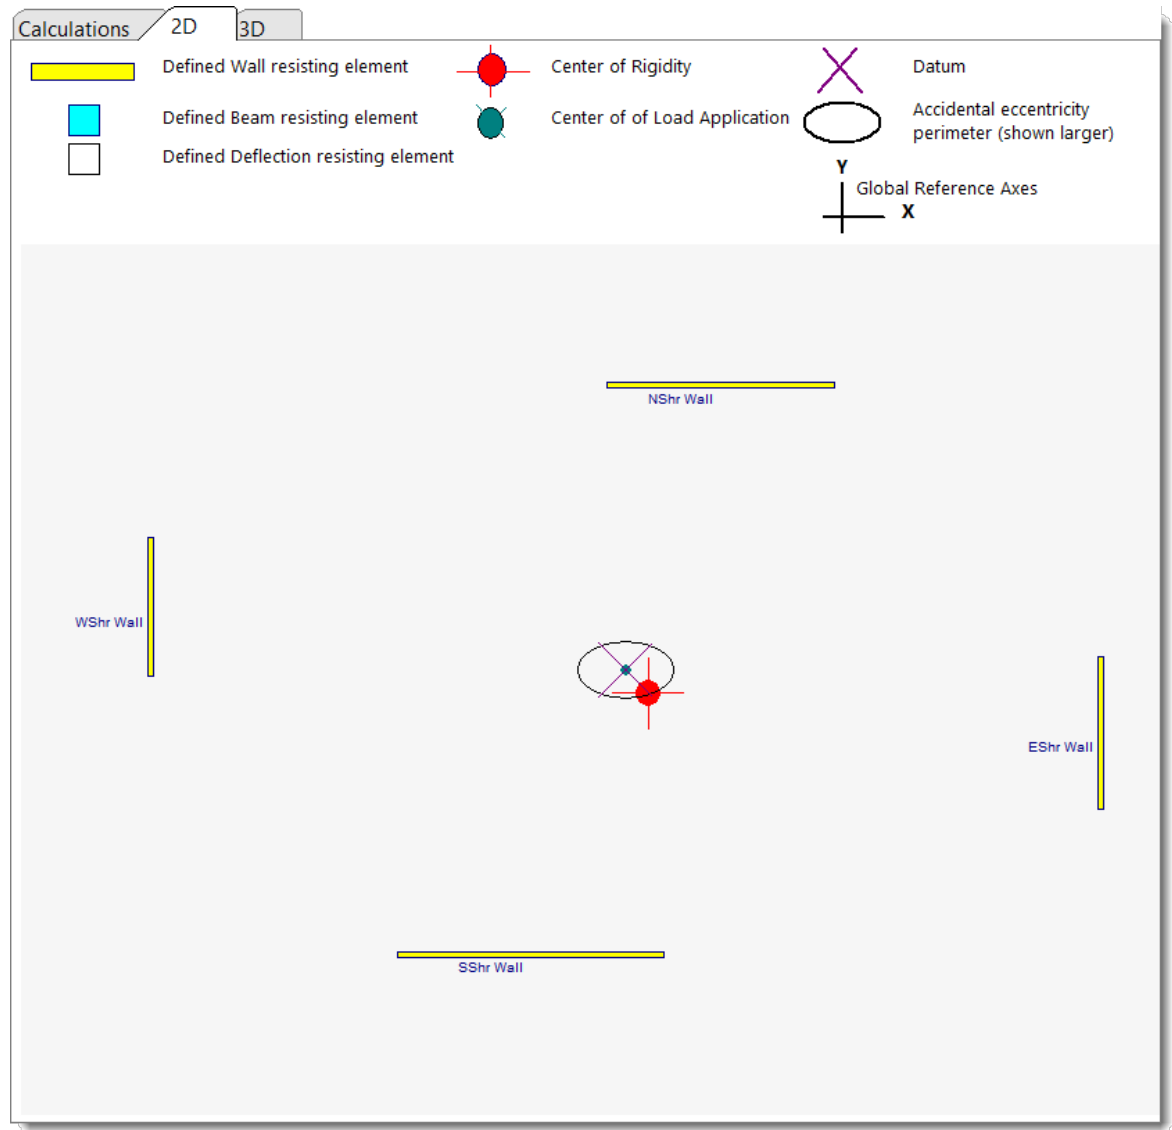 Calculations
2D
3D
Defined Wall resisting element
Center of Rigidity
Datum
Defined Beam resisting element
Center of of Load Application
Accidental eccentricity
perimeter (shown larger)
Defined Deflection resisting element
Y
Global Reference Axes
X
NShr Wall
WShr Wall
EShr Wall
SShr Wall